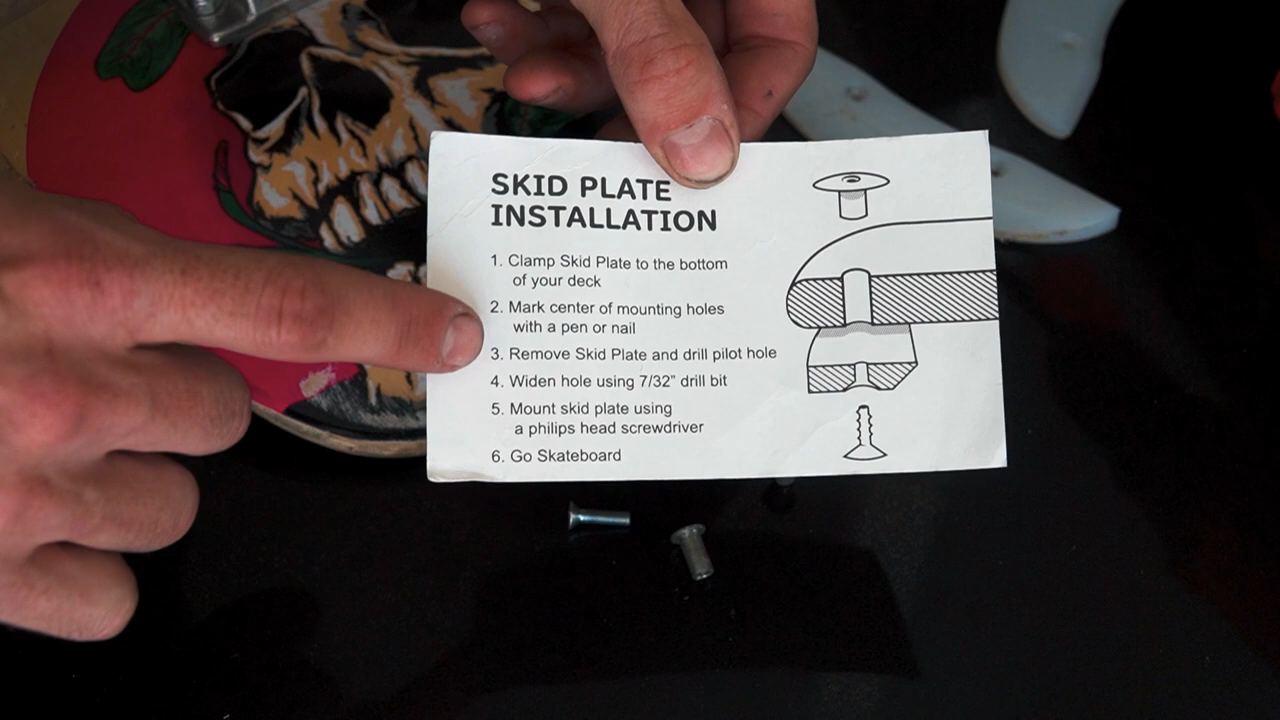 SKID PLATE
INSTALLATION
1. Clamp Skid Plate to the bottom
of your deck
2. Mark center of mounting holes
with a pen or nail
3. Remove Skid Plate and drill pilot hole
4. Widen hole using 7/32" drill bit
5. Mount skid plate using
a philips head screwdriver
6. Go Skateboard